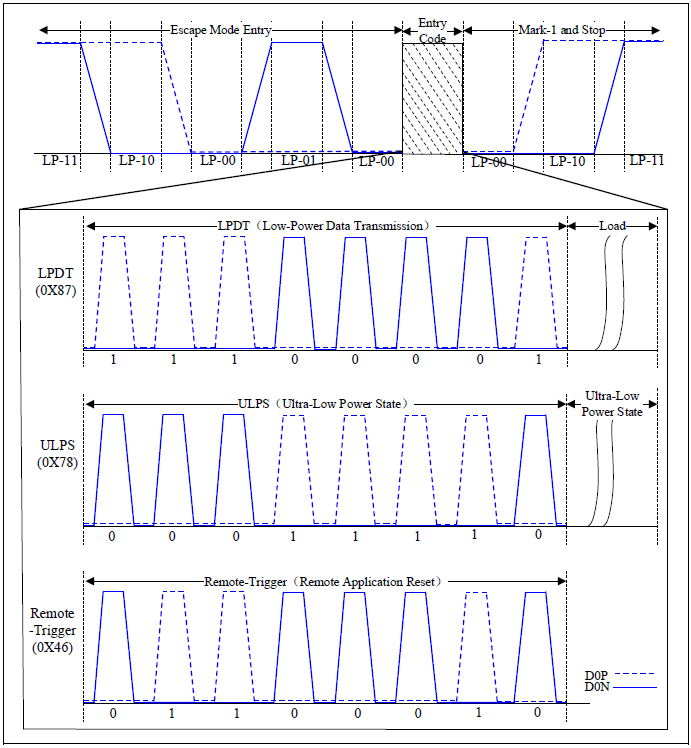 Escape Mode Entry
Entry
Code
Mark-1 and Stop
LP-11 LP-10 LP-00 LP-01 LP-00 LP-00 LP-10 LP-11
LPDT（Low-Power Data Transmission）
Load
LPDT
(0X87)
1 1 1 0 0 0 0 1
ULPS（Ultra-Low Power State）
Ultra-Low
Power State
ULPS
(0X78)
0 0 0 1 1 1 1 0
Remote-Trigger（Remote Application Reset）
Remote
-Trigger
(0X46)
D0P
D0N
0 1 1 0 0 0 1 0